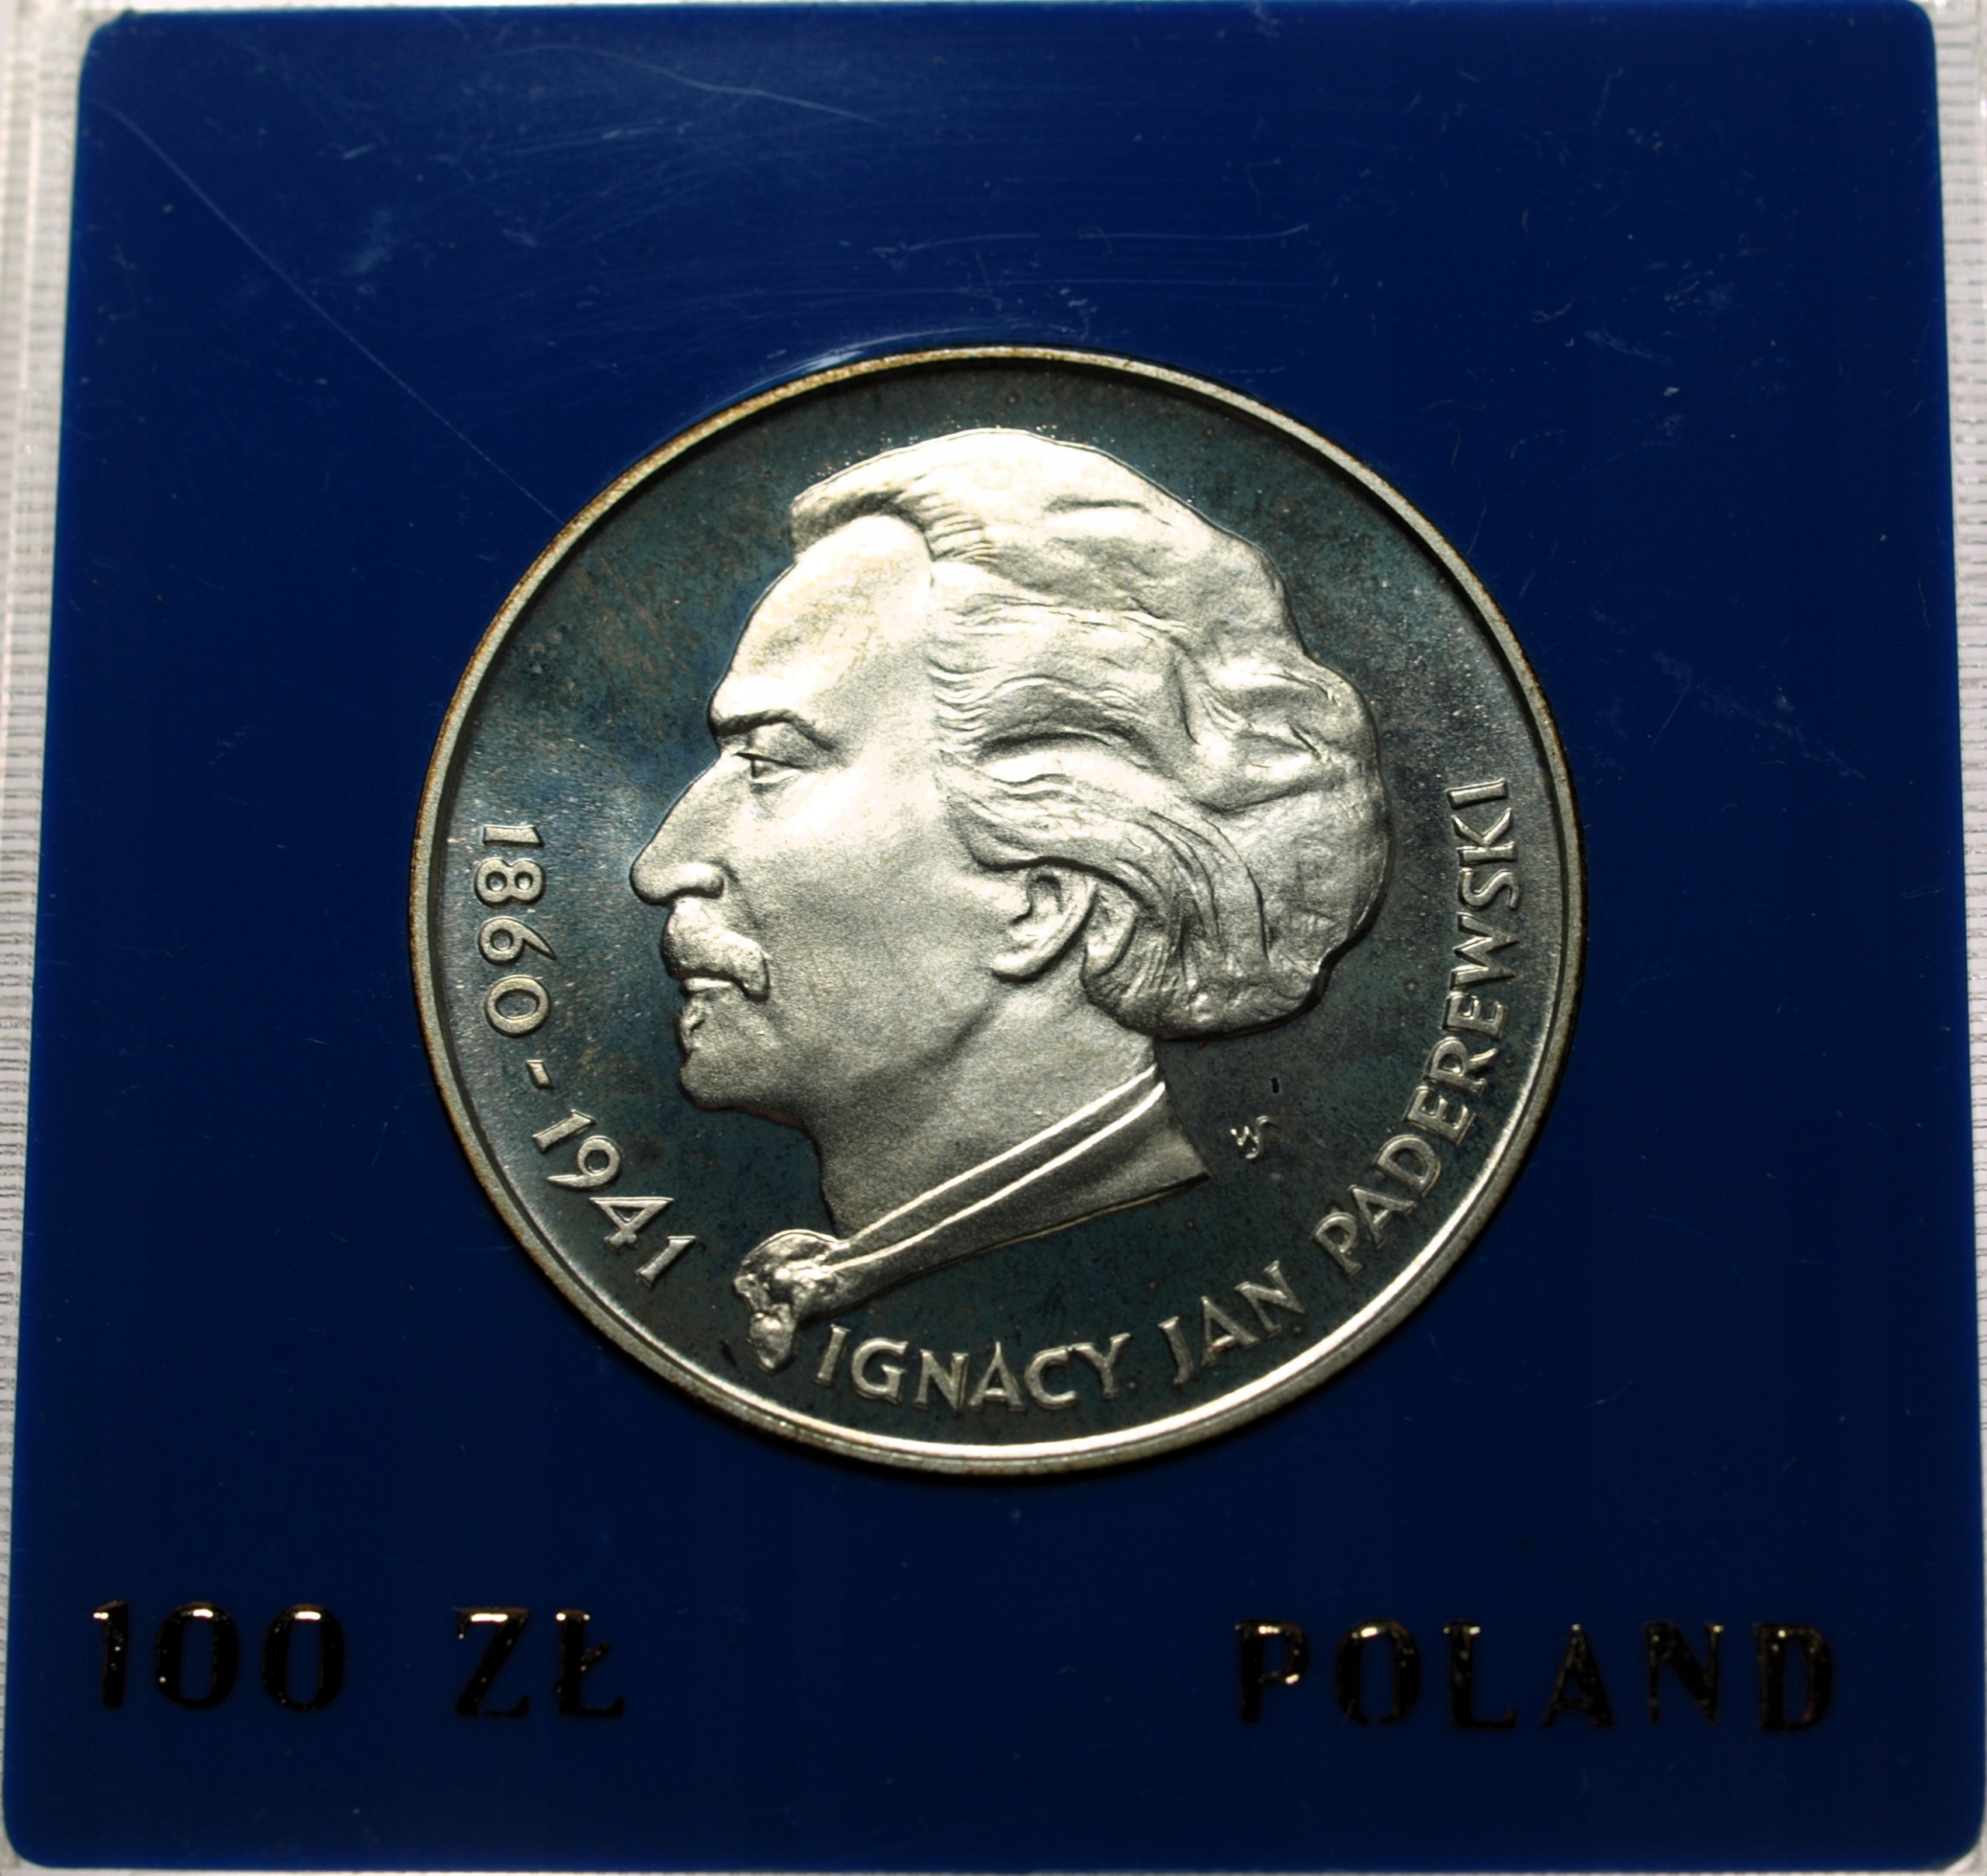 1860-1941
IGNACY JAN PADEREWSKI
100 ZŁ POLAND